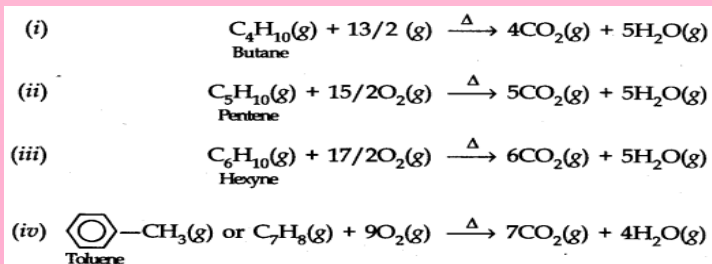 (i) C₄H₁₀(g) + 13/2 (g) —Δ→ 4CO₂(g) + 5H₂O(g)
Butane
(ii) C₅H₁₀(g) + 15/2O₂(g) —Δ→ 5CO₂(g) + 5H₂O(g)
Pentene
(iii) C₆H₁₀(g) + 17/2O₂(g) —Δ→ 6CO₂(g) + 5H₂O(g)
Hexyne
(iv) —CH₃(g) or C₇H₈(g) + 9O₂(g) —Δ→ 7CO₂(g) + 4H₂O(g)
Toluene